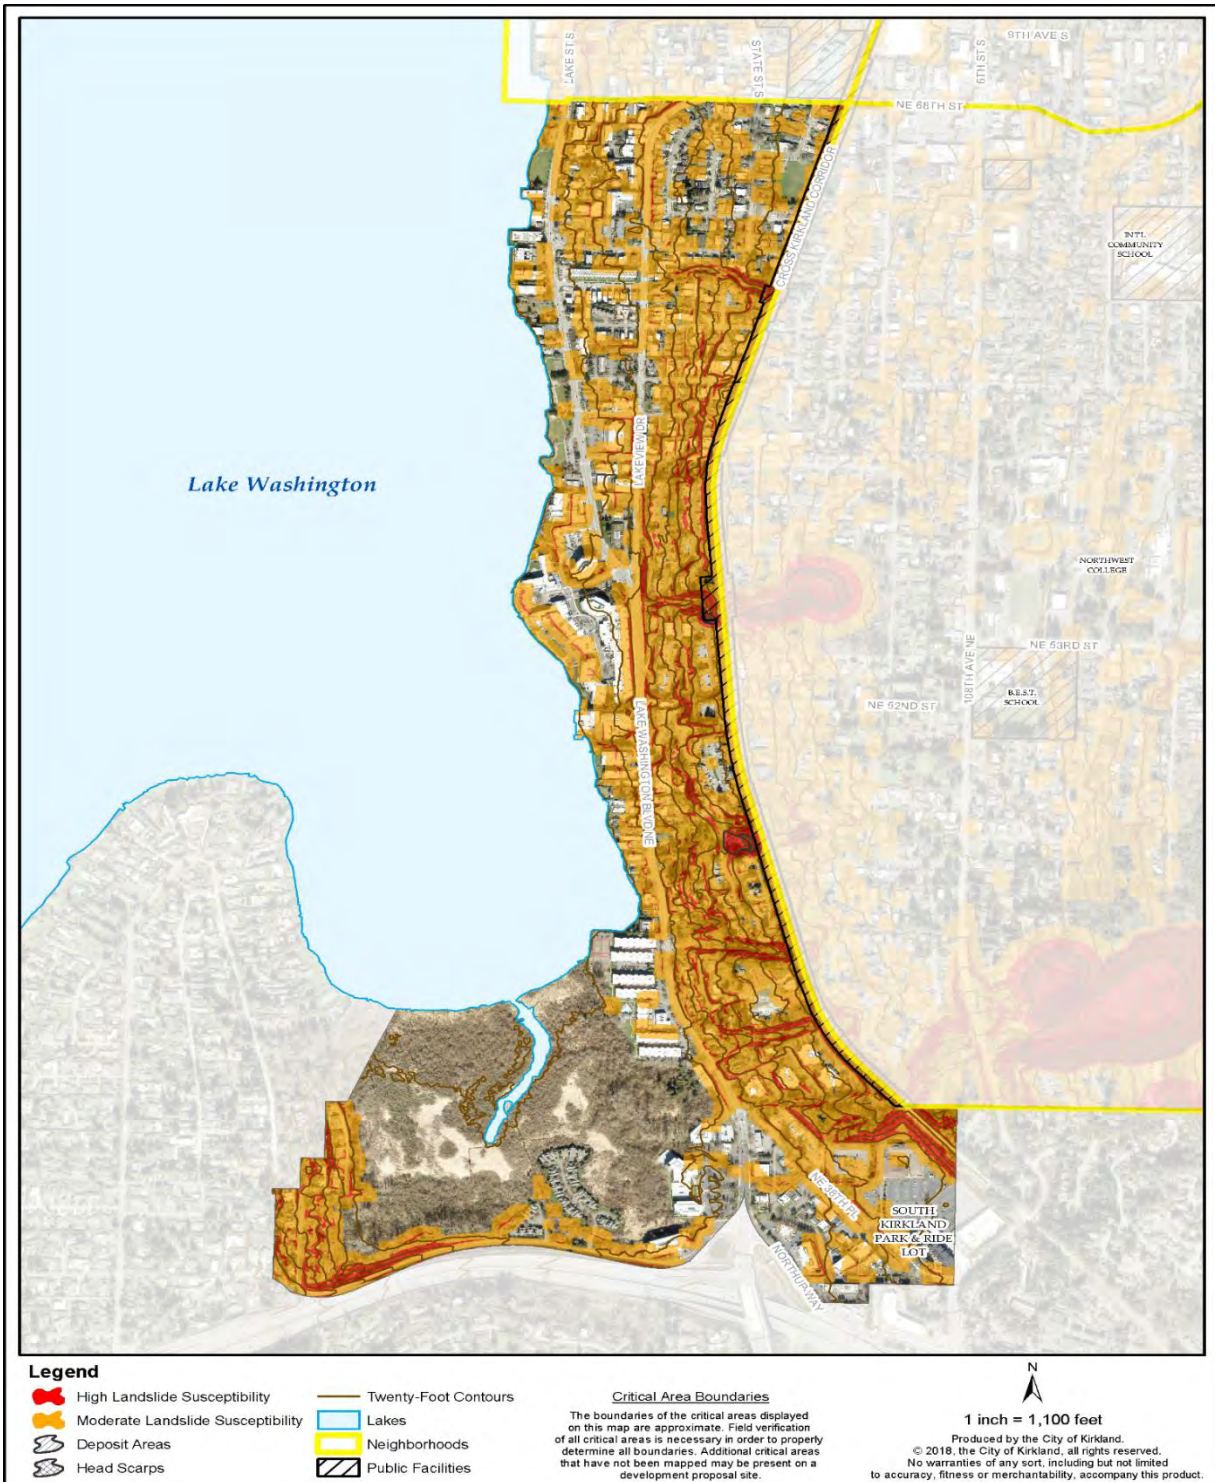 9TH AVE S
LAKE ST S
STATE ST S
6TH ST S
NE 68TH ST
CROSS KIRKLAND CORRIDOR
INT'L
COMMUNITY
SCHOOL
LAKEVIEW DR
Lake Washington
NORTHWEST
COLLEGE
NE 53RD ST
108TH AVE NE
B.E.S.T.
SCHOOL
NE 52ND ST
LAKE WASHINGTON BLVD NE
NE 38TH PL
SOUTH
KIRKLAND
PARK & RIDE
LOT
NORTHUP WAY
Legend
High Landslide Susceptibility
Moderate Landslide Susceptibility
Deposit Areas
Head Scarps
Twenty-Foot Contours
Lakes
Neighborhoods
Public Facilities
Critical Area Boundaries
The boundaries of the critical areas displayed
on this map are approximate. Field verification
of all critical areas is necessary in order to properly
determine all boundaries. Additional critical areas
that have not been mapped may be present on a
development proposal site.
N
1 inch = 1,100 feet
Produced by the City of Kirkland.
© 2018, the City of Kirkland, all rights reserved.
No warranties of any sort, including but not limited
to accuracy, fitness or merchantability, accompany this product.